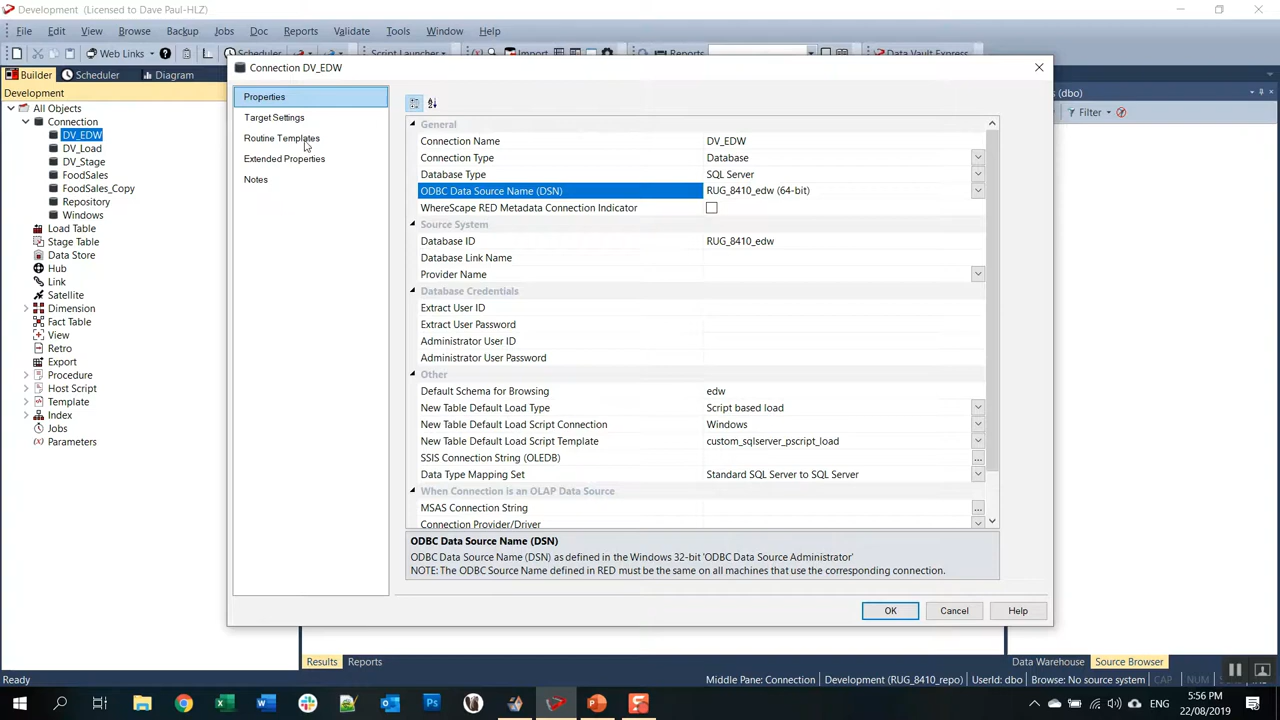 Development (Licensed to Dave Paul-HLZ)
File Edit View Browse Backup Jobs Doc Reports Validate Tools Window Help
Web Links Scheduler Script Launcher Import Reports Data Vault Express
Builder Scheduler Diagram
Development
(dbo)
Filter
All Objects
Connection
DV_EDW
DV_Load
DV_Stage
FoodSales
FoodSales_Copy
Repository
Windows
Load Table
Stage Table
Data Store
Hub
Link
Satellite
Dimension
Fact Table
View
Retro
Export
Procedure
Host Script
Template
Index
Jobs
Parameters
Connection DV_EDW
Properties
Target Settings
Routine Templates
Extended Properties
Notes
General
Connection Name DV_EDW
Connection Type Database
Database Type SQL Server
ODBC Data Source Name (DSN) RUG_8410_edw (64-bit)
WhereScape RED Metadata Connection Indicator
Source System
Database ID RUG_8410_edw
Database Link Name
Provider Name
Database Credentials
Extract User ID
Extract User Password
Administrator User ID
Administrator User Password
Other
Default Schema for Browsing edw
New Table Default Load Type Script based load
New Table Default Load Script Connection Windows
New Table Default Load Script Template custom_sqlserver_pscript_load
SSIS Connection String (OLEDB)
Data Type Mapping Set Standard SQL Server to SQL Server
When Connection is an OLAP Data Source
MSAS Connection String
Connection Provider/Driver
ODBC Data Source Name (DSN)
ODBC Data Source Name (DSN) as defined in the Windows 32-bit 'ODBC Data Source Administrator'
NOTE: The ODBC Source Name defined in RED must be the same on all machines that use the corresponding connection.
OK Cancel Help
Results Reports
Data Warehouse Source Browser
Ready
Middle Pane: Connection Development (RUG_8410_repo) UserId: dbo Browse: No source system CAP NUM
ENG
5:56 PM
22/08/2019